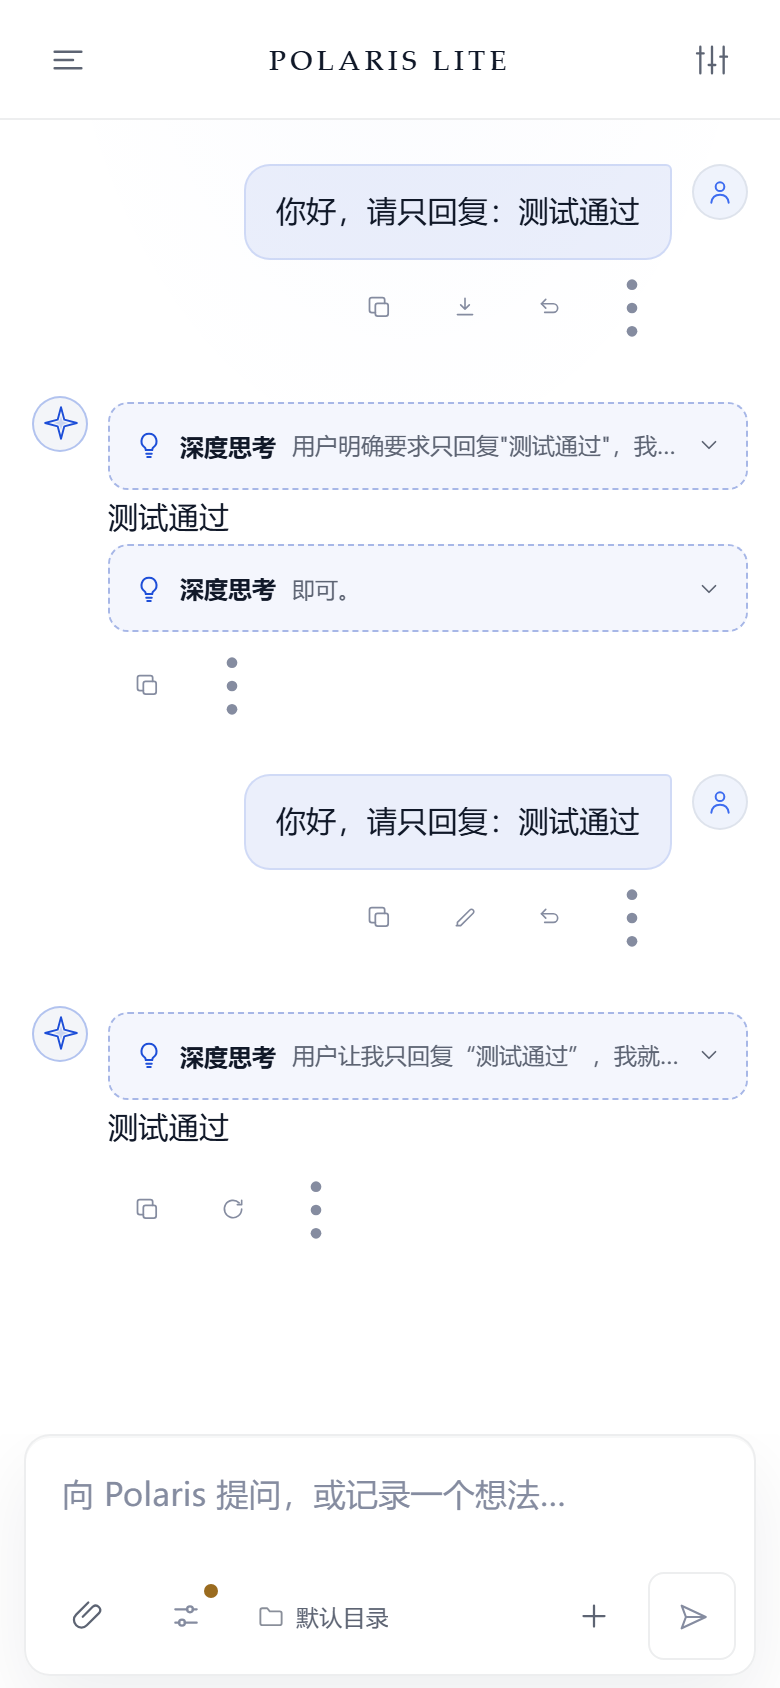 POLARIS LITE
你好，请只回复：测试通过
深度思考 用户明确要求只回复"测试通过"，我...
测试通过
深度思考 即可。
你好，请只回复：测试通过
深度思考 用户让我只回复“测试通过”，我就...
测试通过
向 Polaris 提问，或记录一个想法...
默认目录